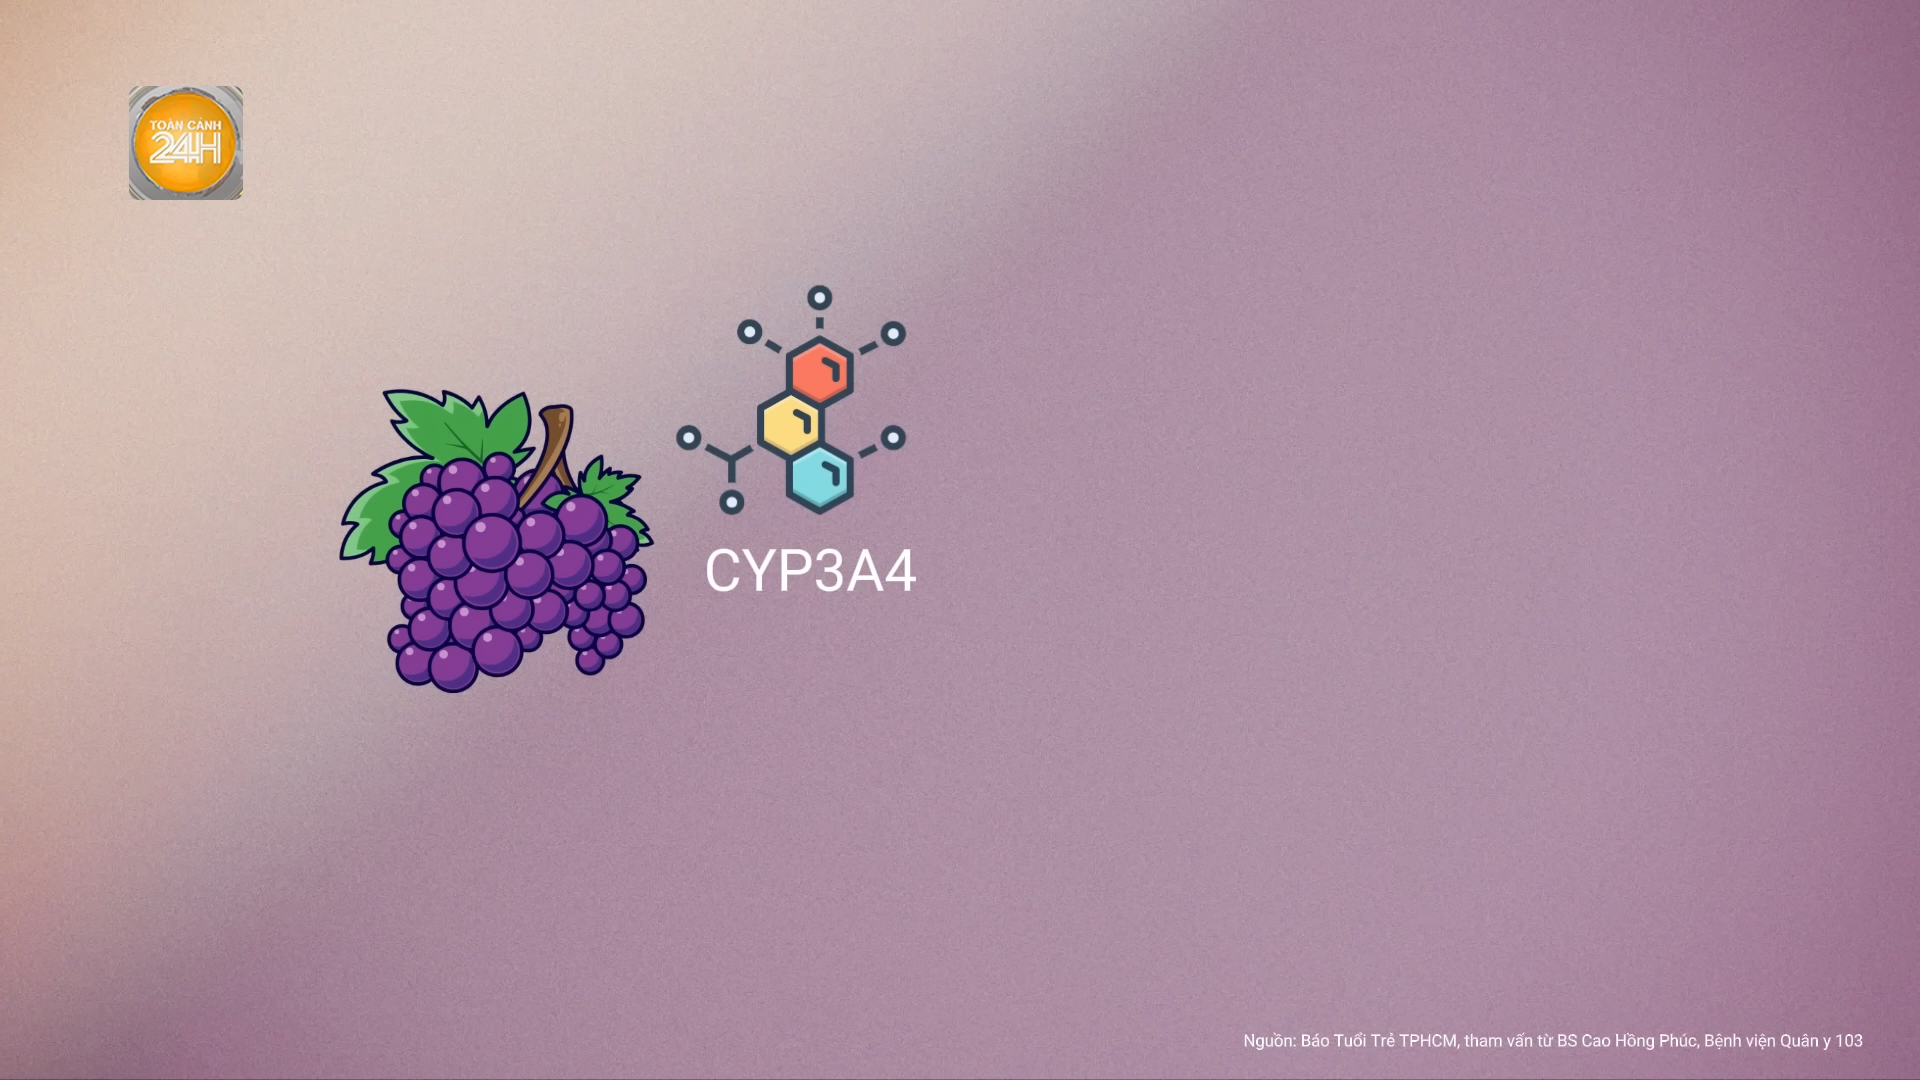 TOÀN CẢNH
24H
CYP3A4
Nguồn: Báo Tuổi Trẻ TPHCM, tham vấn từ BS Cao Hồng Phúc, Bệnh viện Quân y 103